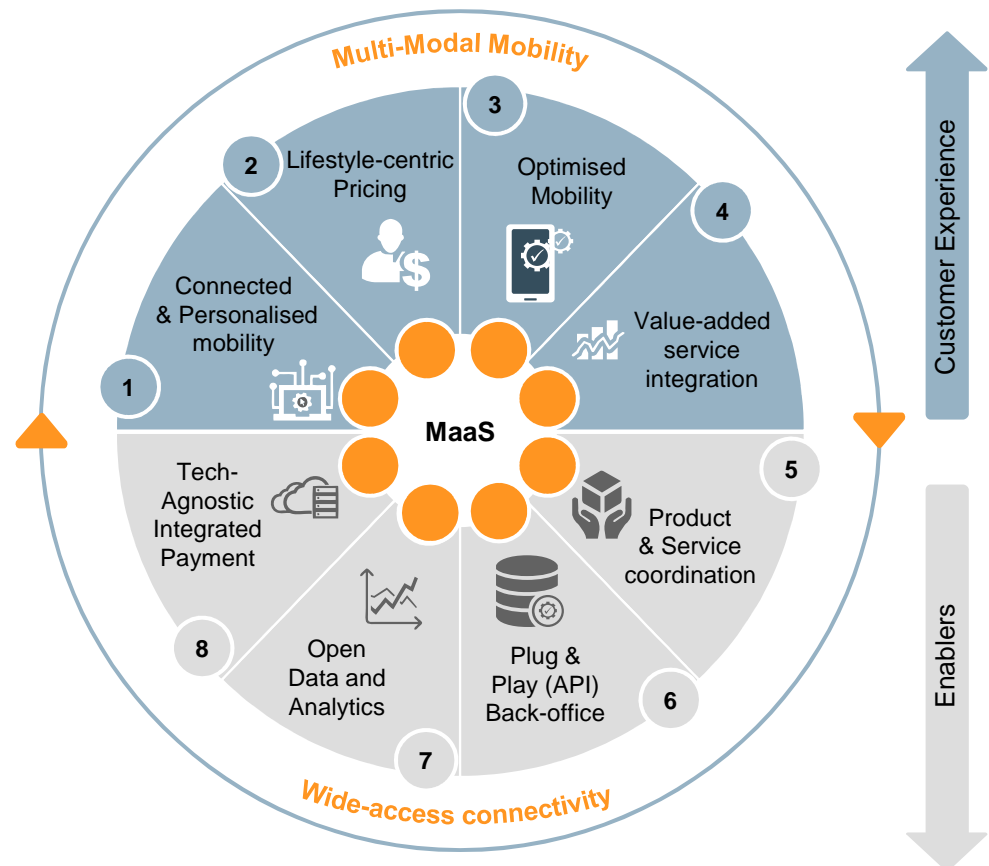 Multi-Modal Mobility
1
Connected
& Personalised
mobility
2
Lifestyle-centric
Pricing
$
3
Optimised
Mobility
4
Value-added
service
integration
MaaS
5
Product
& Service
coordination
6
Plug &
Play (API)
Back-office
7
Open
Data and
Analytics
8
Tech-
Agnostic
Integrated
Payment
Wide-access connectivity
Customer Experience
Enablers